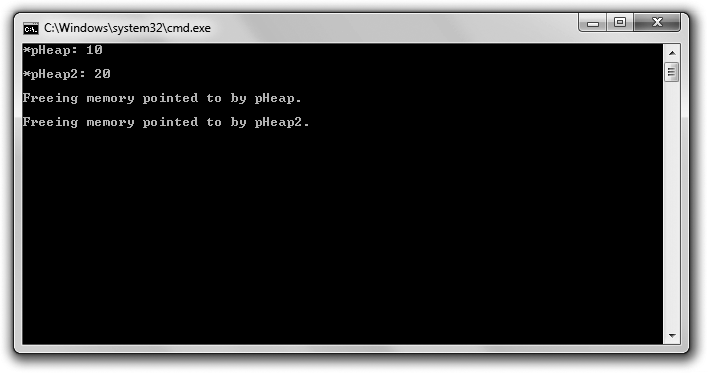 C:\Windows\system32\cmd.exe
*pHeap: 10
*pHeap2: 20
Freeing memory pointed to by pHeap.
Freeing memory pointed to by pHeap2.